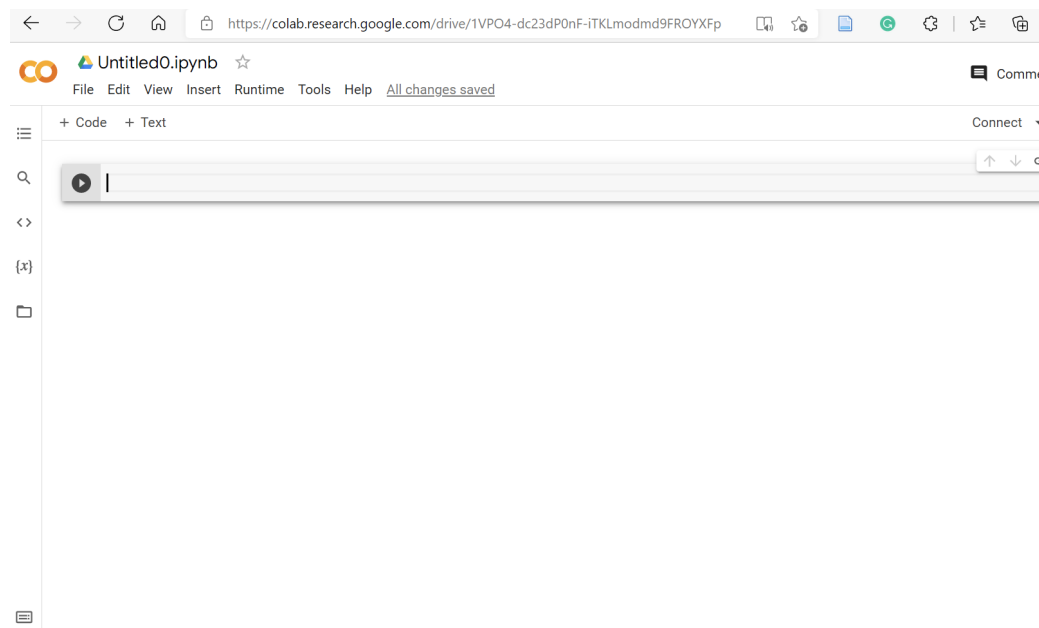 https://colab.research.google.com/drive/1VPO4-dc23dP0nF-iTKLmodmd9FROYXFp
Untitled0.ipynb
Comme
File Edit View Insert Runtime Tools Help All changes saved
+ Code + Text
Connect
{x}